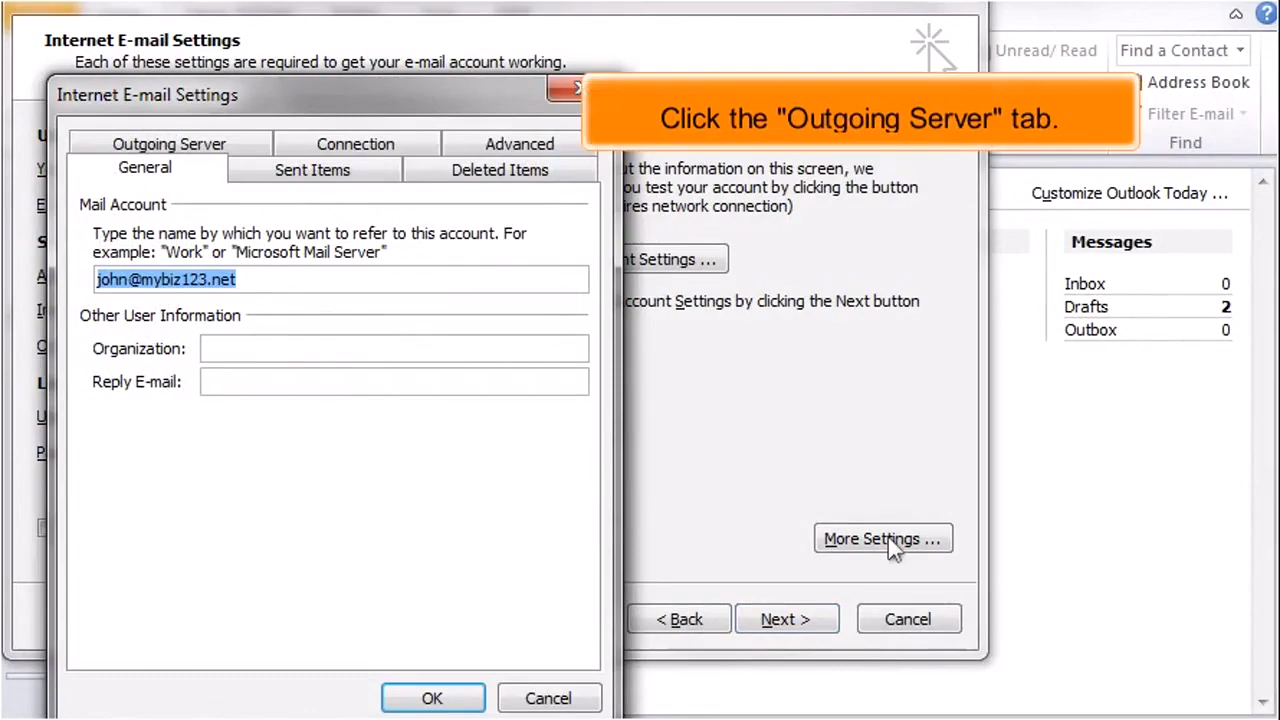 Internet E-mail Settings
Each of these settings are required to get your e-mail account working.
Unread/ Read
Find a Contact
Address Book
Filter E-mail
Find
Internet E-mail Settings
Click the "Outgoing Server" tab.
Outgoing Server
Connection
Advanced
General
Sent Items
Deleted Items
Mail Account
Type the name by which you want to refer to this account. For
example: "Work" or "Microsoft Mail Server"
john@mybiz123.net
Other User Information
Organization:
Reply E-mail:
OK
Cancel
the information on this screen, we
you test your account by clicking the button
network connection)
Settings ...
Account Settings by clicking the Next button
More Settings ...
< Back
Next >
Cancel
Customize Outlook Today ...
Messages
Inbox 0
Drafts 2
Outbox 0